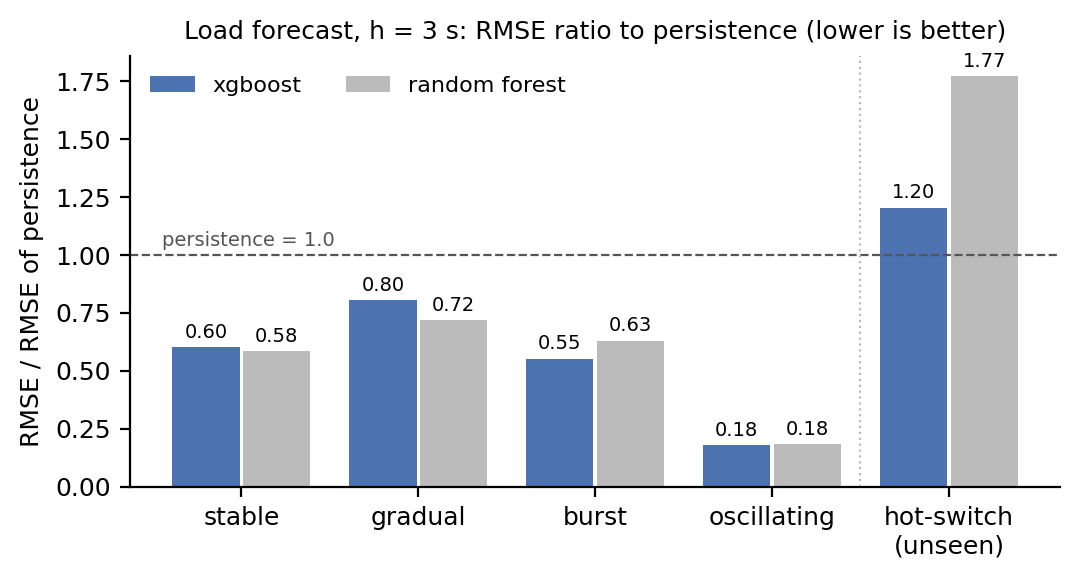 Load forecast, h = 3 s: RMSE ratio to persistence (lower is better)
RMSE / RMSE of persistence
1.75
1.50
1.25
1.00
0.75
0.50
0.25
0.00
xgboost
random forest
persistence = 1.0
0.60
0.58
0.80
0.72
0.55
0.63
0.18
0.18
1.20
1.77
stable
gradual
burst
oscillating
hot-switch
(unseen)